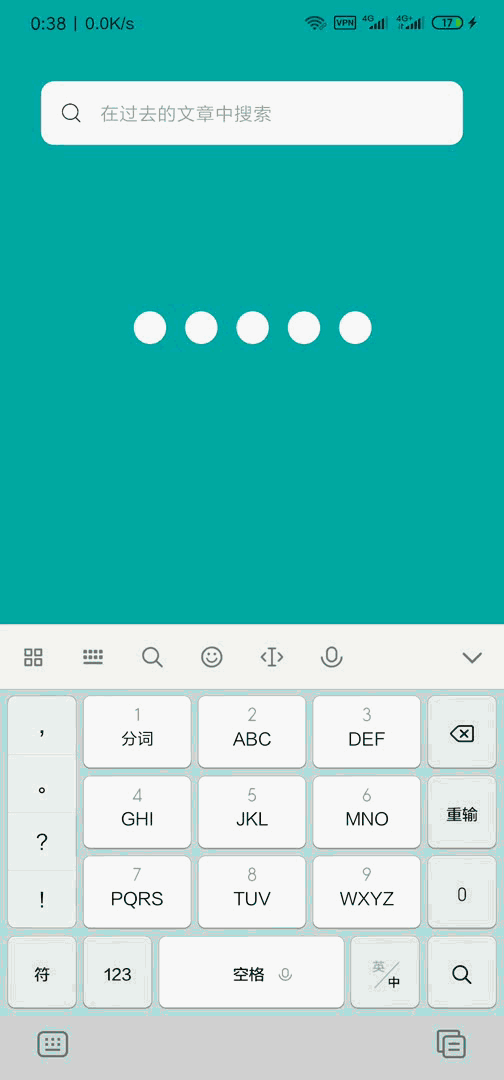 0:38 | 0.0K/s VPN 4G 4G+ 17
在过去的文章中搜索
, 1 2 3
分词 ABC DEF
。 4 5 6
GHI JKL MNO 重输
? 7 8 9
PQRS TUV WXYZ 0
!
符 123 空格 英/中